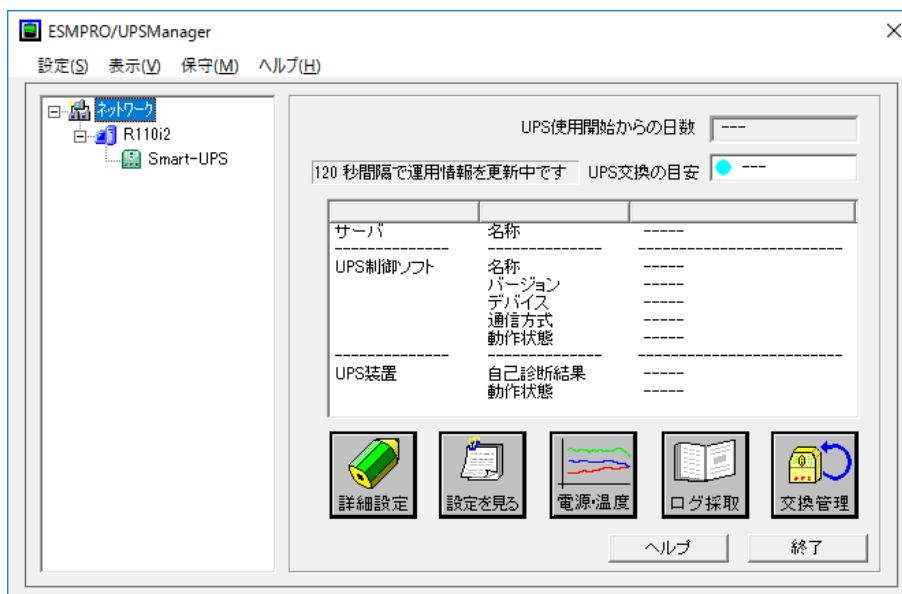 ESMPRO/UPSManager
設定(S) 表示(V) 保守(M) ヘルプ(H)
ネットワーク
R110i2
Smart-UPS
UPS使用開始からの日数 ---
120 秒間隔で運用情報を更新中です UPS交換の目安 ---
サーバ 名称 -----
-------------- -------------- -------------------------
UPS制御ソフト 名称 -----
バージョン -----
デバイス -----
通信方式 -----
動作状態 -----
-------------- -------------- -------------------------
UPS装置 自己診断結果 -----
動作状態 -----
詳細設定 設定を見る 電源・温度 ログ採取 交換管理
ヘルプ 終了